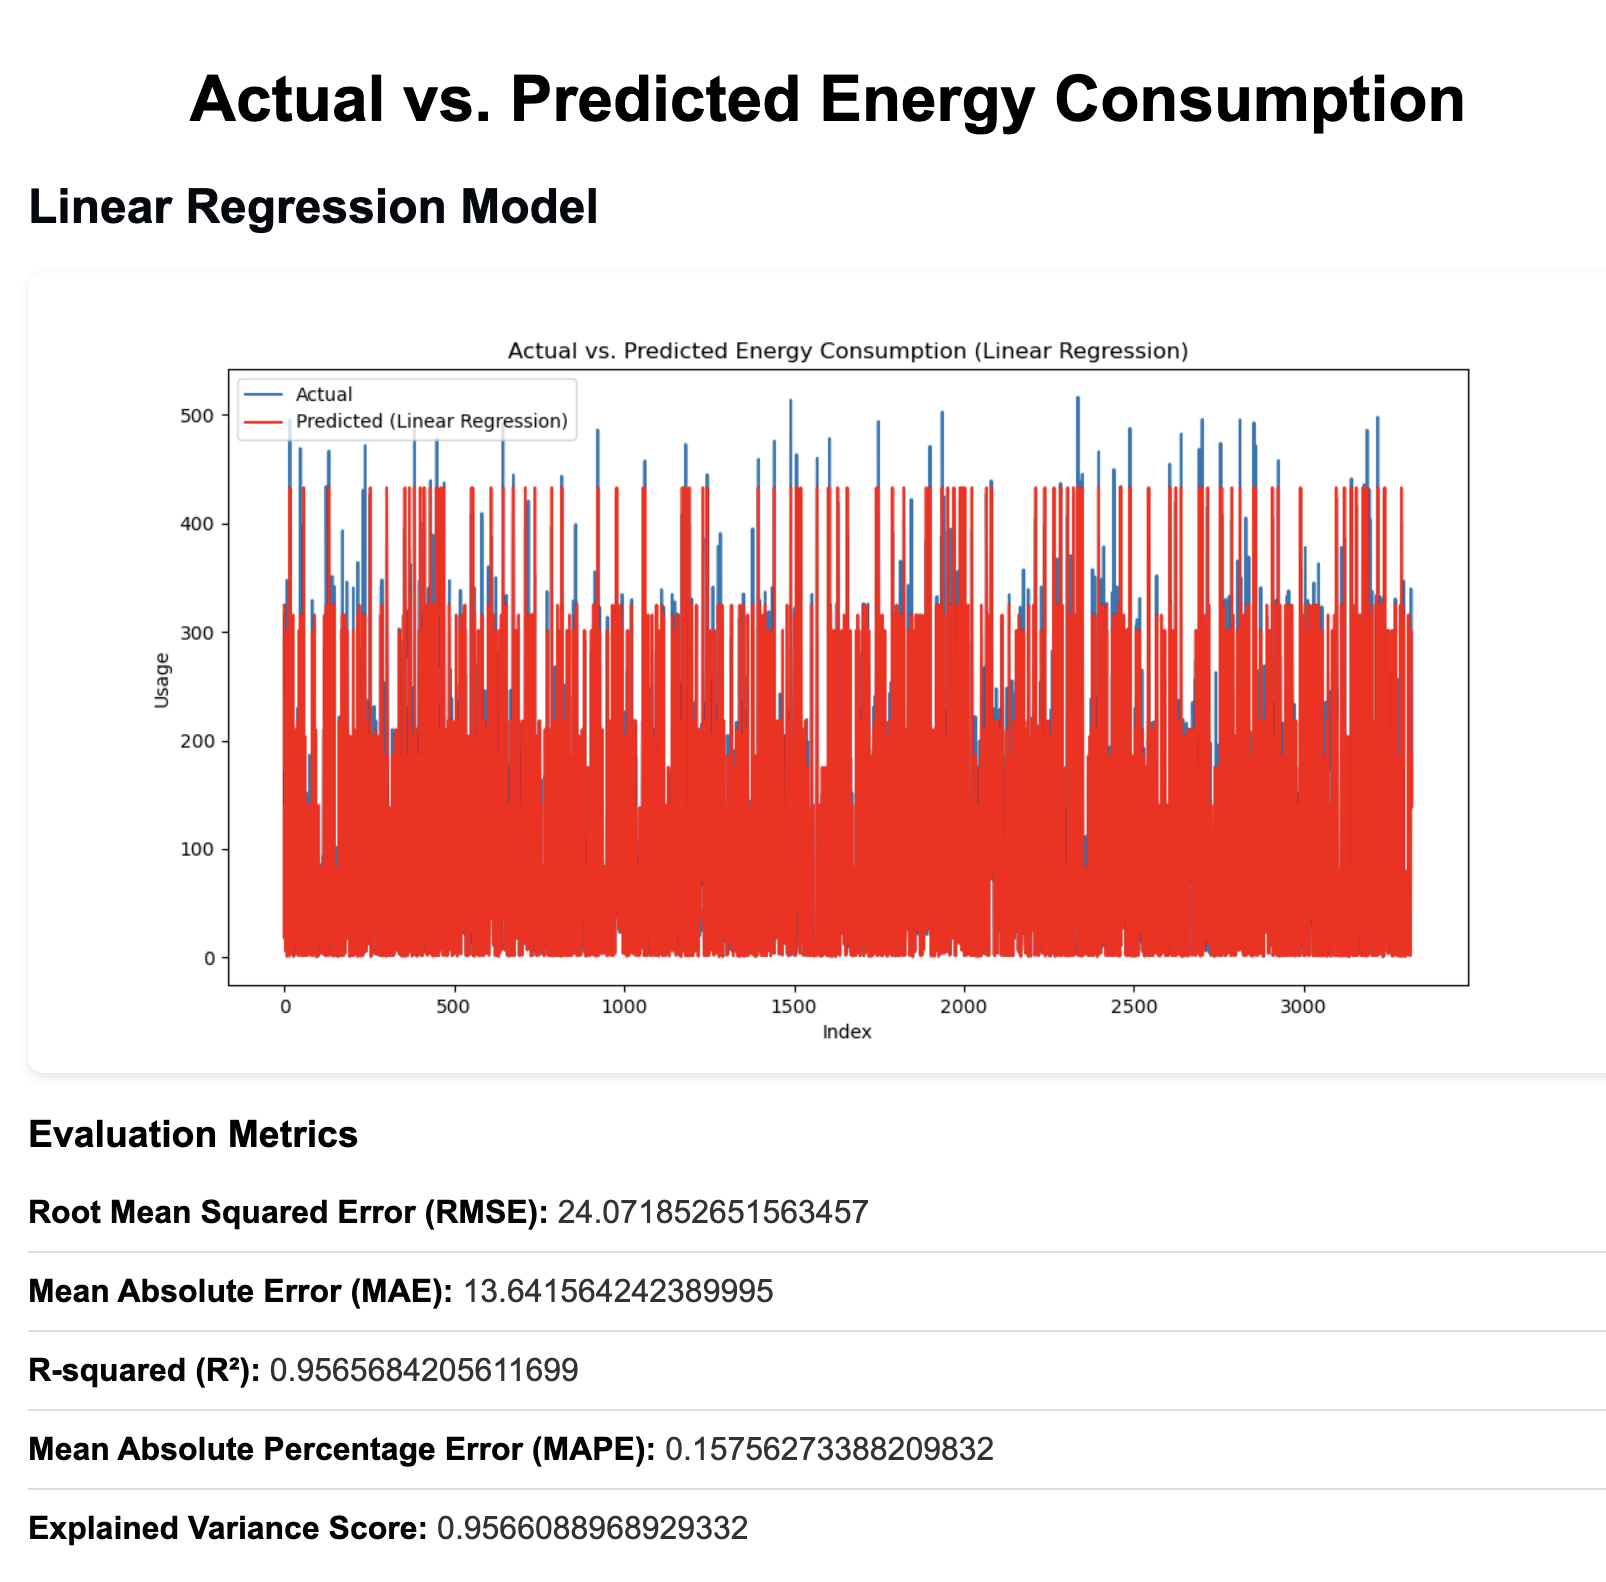 Actual vs. Predicted Energy Consumption
Linear Regression Model
Actual vs. Predicted Energy Consumption (Linear Regression)
Actual
Predicted (Linear Regression)
500
400
300
200
100
0
Usage
0 500 1000 1500 2000 2500 3000
Index
Evaluation Metrics
Root Mean Squared Error (RMSE): 24.071852651563457
Mean Absolute Error (MAE): 13.641564242389995
R-squared (R²): 0.9565684205611699
Mean Absolute Percentage Error (MAPE): 0.15756273388209832
Explained Variance Score: 0.9566088968929332